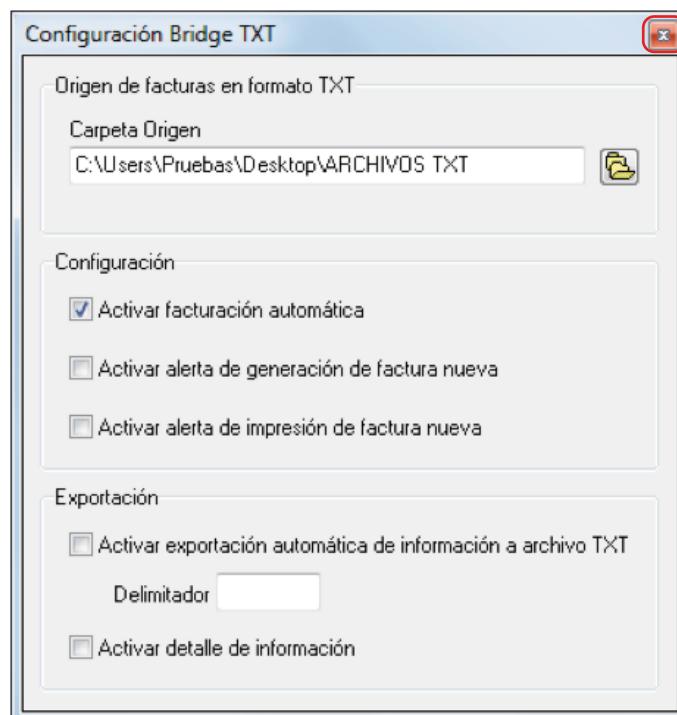 Configuración Bridge TXT
Origen de facturas en formato TXT
Carpeta Origen
C:\Users\Pruebas\Desktop\ARCHIVOS TXT
Configuración
Activar facturación automática
Activar alerta de generación de factura nueva
Activar alerta de impresión de factura nueva
Exportación
Activar exportación automática de información a archivo TXT
Delimitador
Activar detalle de información